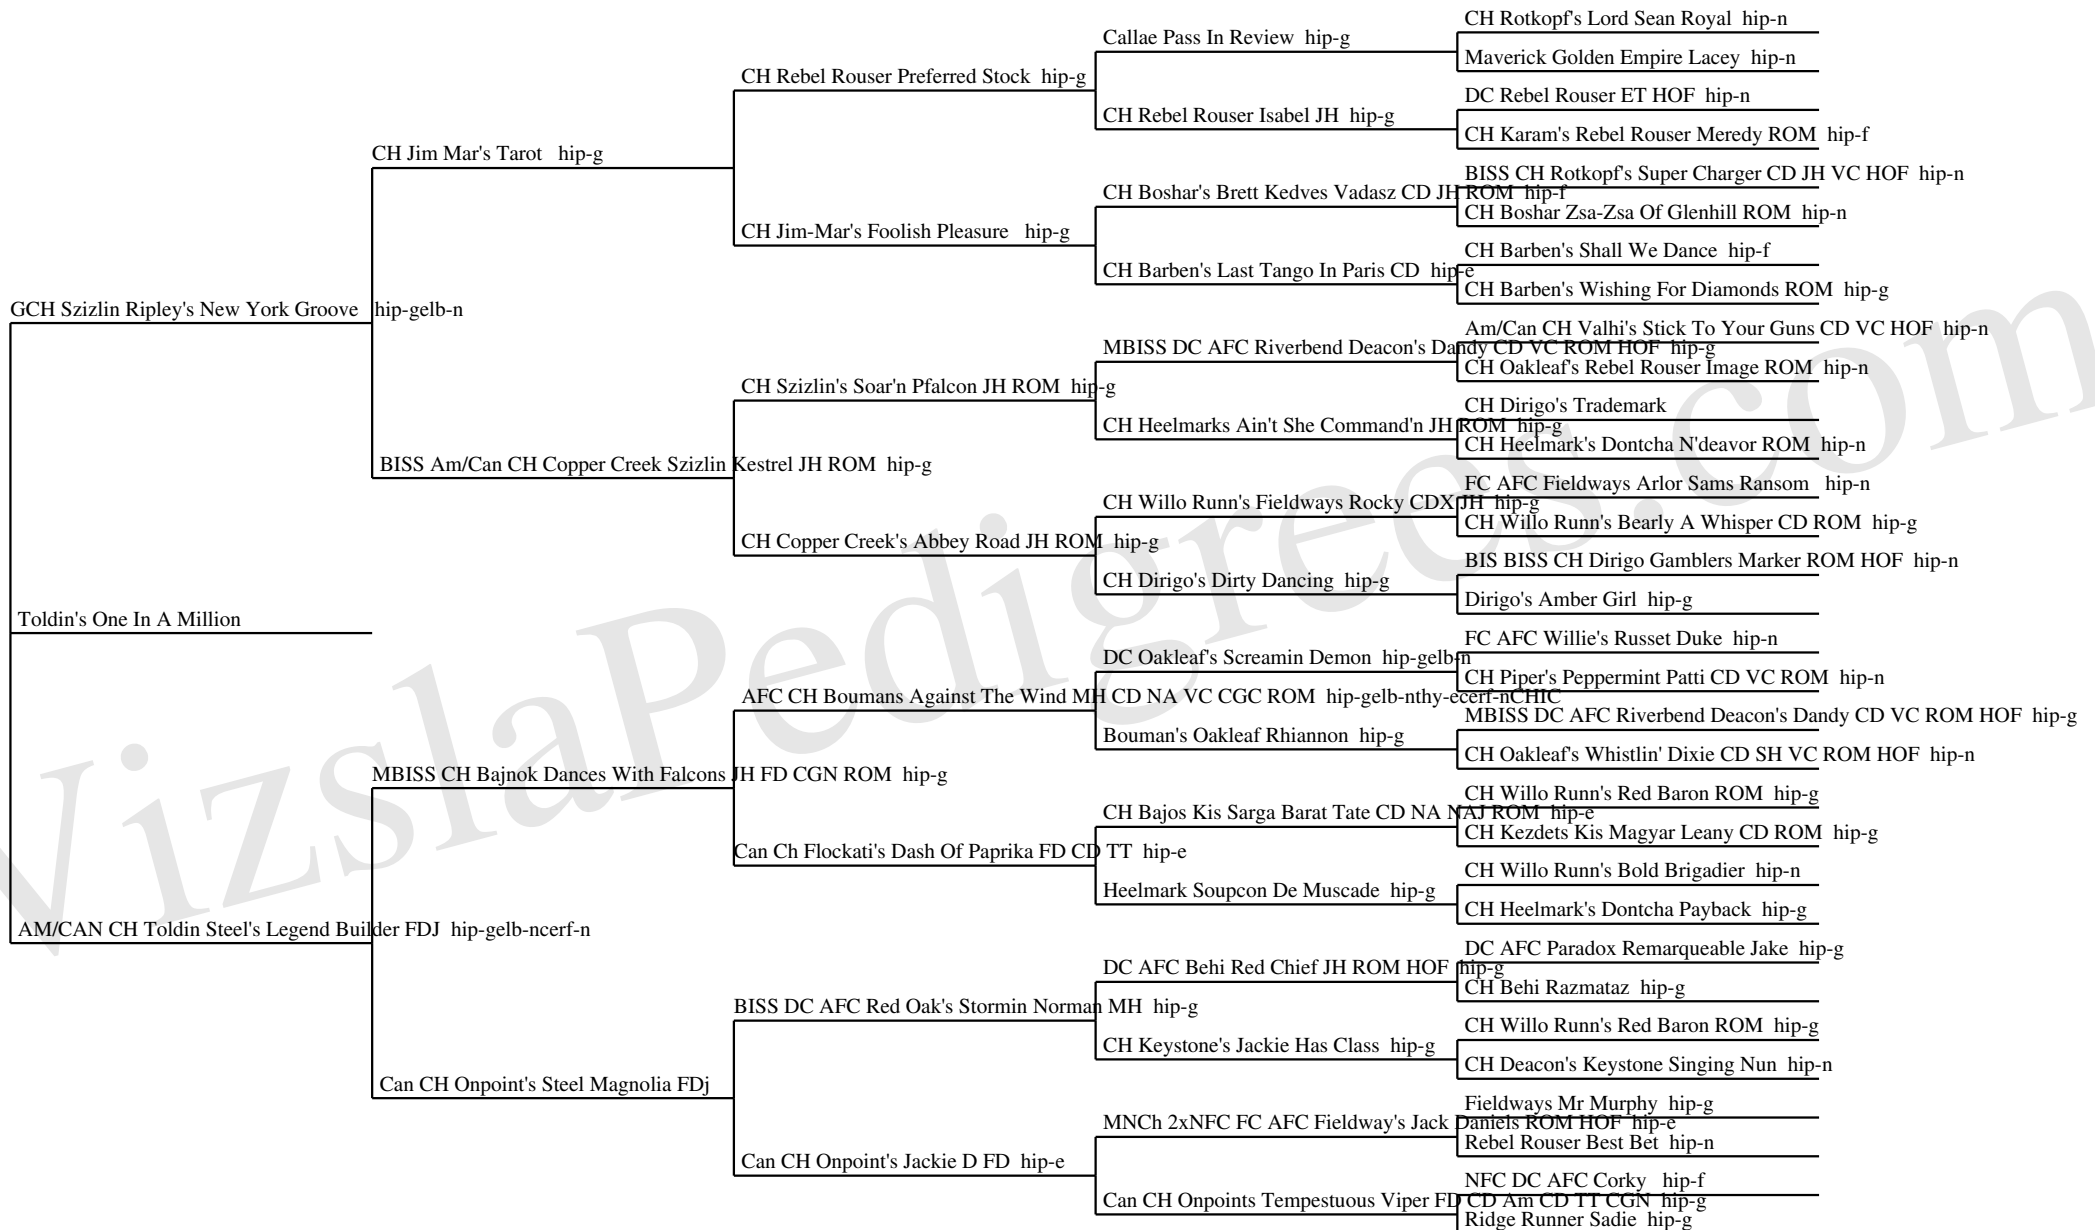 CH Rotkopf's Lord Sean Royal hip-n
Callae Pass In Review hip-g
Maverick Golden Empire Lacey hip-n
CH Rebel Rouser Preferred Stock hip-g
DC Rebel Rouser ET HOF hip-n
CH Rebel Rouser Isabel JH hip-g
CH Karam's Rebel Rouser Meredy ROM hip-f
CH Jim Mar's Tarot hip-g
BISS CH Rotkopf's Super Charger CD JH VC HOF hip-n
CH Boshar's Brett Kedves Vadasz CD JH ROM hip-f
CH Boshar Zsa-Zsa Of Glenhill ROM hip-n
CH Jim-Mar's Foolish Pleasure hip-g
CH Barben's Shall We Dance hip-f
CH Barben's Last Tango In Paris CD hip-e
CH Barben's Wishing For Diamonds ROM hip-g
GCH Szizlin Ripley's New York Groove hip-gelb-n
Am/Can CH Valhi's Stick To Your Guns CD VC HOF hip-n
MBISS DC AFC Riverbend Deacon's Dandy CD VC ROM HOF hip-g
CH Oakleaf's Rebel Rouser Image ROM hip-n
CH Szizlin's Soar'n Pfalcon JH ROM hip-g
CH Dirigo's Trademark
CH Heelmarks Ain't She Command'n JH ROM hip-g
CH Heelmark's Dontcha N'deavor ROM hip-n
BISS Am/Can CH Copper Creek Szizlin Kestrel JH ROM hip-g
FC AFC Fieldways Arlor Sams Ransom hip-n
CH Willo Runn's Fieldways Rocky CDX JH hip-g
CH Willo Runn's Bearly A Whisper CD ROM hip-g
CH Copper Creek's Abbey Road JH ROM hip-g
BIS BISS CH Dirigo Gamblers Marker ROM HOF hip-n
CH Dirigo's Dirty Dancing hip-g
Dirigo's Amber Girl hip-g
Toldin's One In A Million
FC AFC Willie's Russet Duke hip-n
DC Oakleaf's Screamin Demon hip-gelb-n
CH Piper's Peppermint Patti CD VC ROM hip-n
AFC CH Boumans Against The Wind MH CD NA VC CGC ROM hip-gelb-nthy-ecerf-nCHIC
MBISS DC AFC Riverbend Deacon's Dandy CD VC ROM HOF hip-g
Bouman's Oakleaf Rhiannon hip-g
CH Oakleaf's Whistlin' Dixie CD SH VC ROM HOF hip-n
MBISS CH Bajnok Dances With Falcons JH FD CGN ROM hip-g
CH Willo Runn's Red Baron ROM hip-g
CH Bajos Kis Sarga Barat Tate CD NA NAJ ROM hip-e
CH Kezdets Kis Magyar Leany CD ROM hip-g
Can Ch Flockati's Dash Of Paprika FD CD TT hip-e
CH Willo Runn's Bold Brigadier hip-n
Heelmark Soupcon De Muscade hip-g
CH Heelmark's Dontcha Payback hip-g
AM/CAN CH Toldin Steel's Legend Builder FDJ hip-gelb-ncerf-n
DC AFC Paradox Remarqueable Jake hip-g
DC AFC Behi Red Chief JH ROM HOF hip-g
CH Behi Razmataz hip-g
BISS DC AFC Red Oak's Stormin Norman MH hip-g
CH Willo Runn's Red Baron ROM hip-g
CH Keystone's Jackie Has Class hip-g
CH Deacon's Keystone Singing Nun hip-n
Can CH Onpoint's Steel Magnolia FDj
Fieldways Mr Murphy hip-g
MNCh 2xNFC FC AFC Fieldway's Jack Daniels ROM HOF hip-e
Rebel Rouser Best Bet hip-n
Can CH Onpoint's Jackie D FD hip-e
NFC DC AFC Corky hip-f
Can CH Onpoints Tempestuous Viper FD CD Am CD TT CGN hip-g
Ridge Runner Sadie hip-g
VizslaPedigrees.com